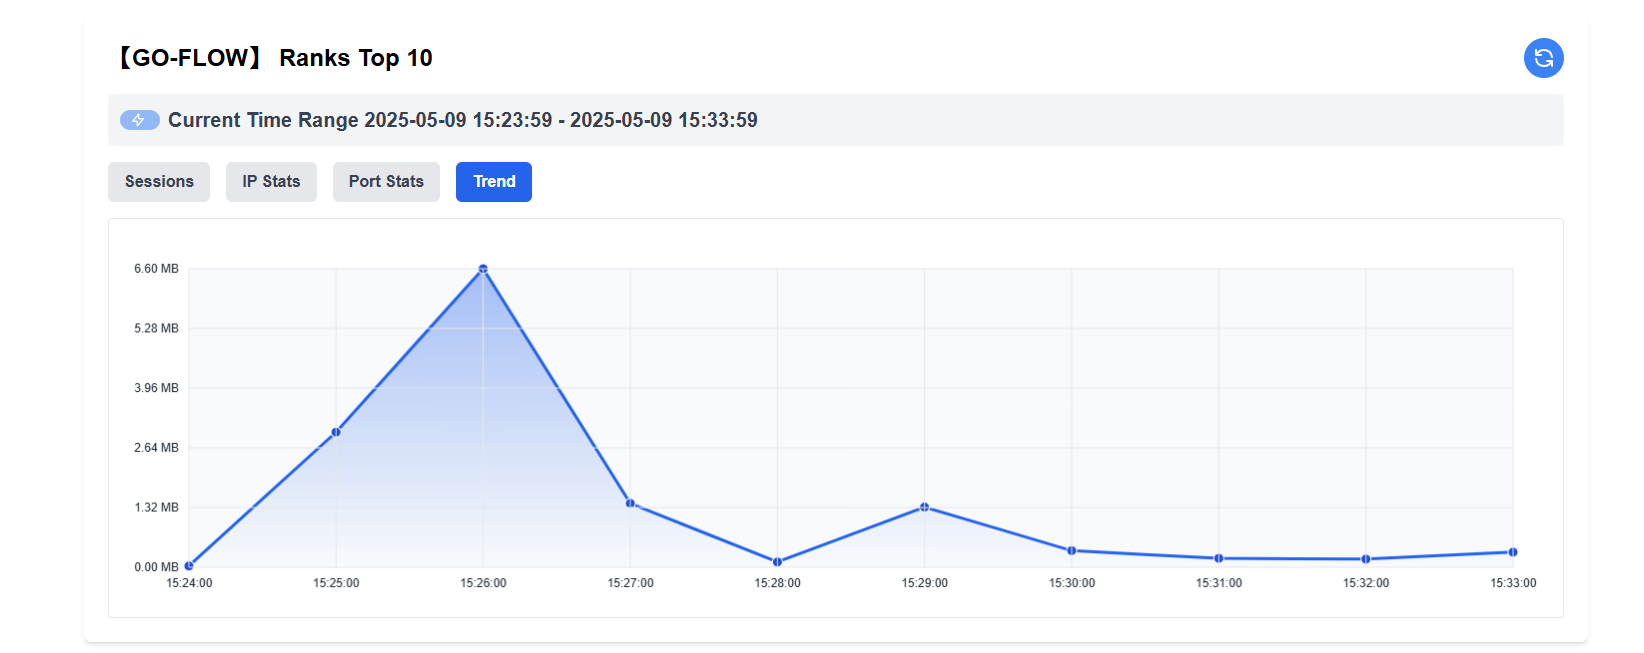 【GO-FLOW】 Ranks Top 10
Current Time Range 2025-05-09 15:23:59 - 2025-05-09 15:33:59
Sessions IP Stats Port Stats Trend
6.60 MB
5.28 MB
3.96 MB
2.64 MB
1.32 MB
0.00 MB
15:24:00 15:25:00 15:26:00 15:27:00 15:28:00 15:29:00 15:30:00 15:31:00 15:32:00 15:33:00